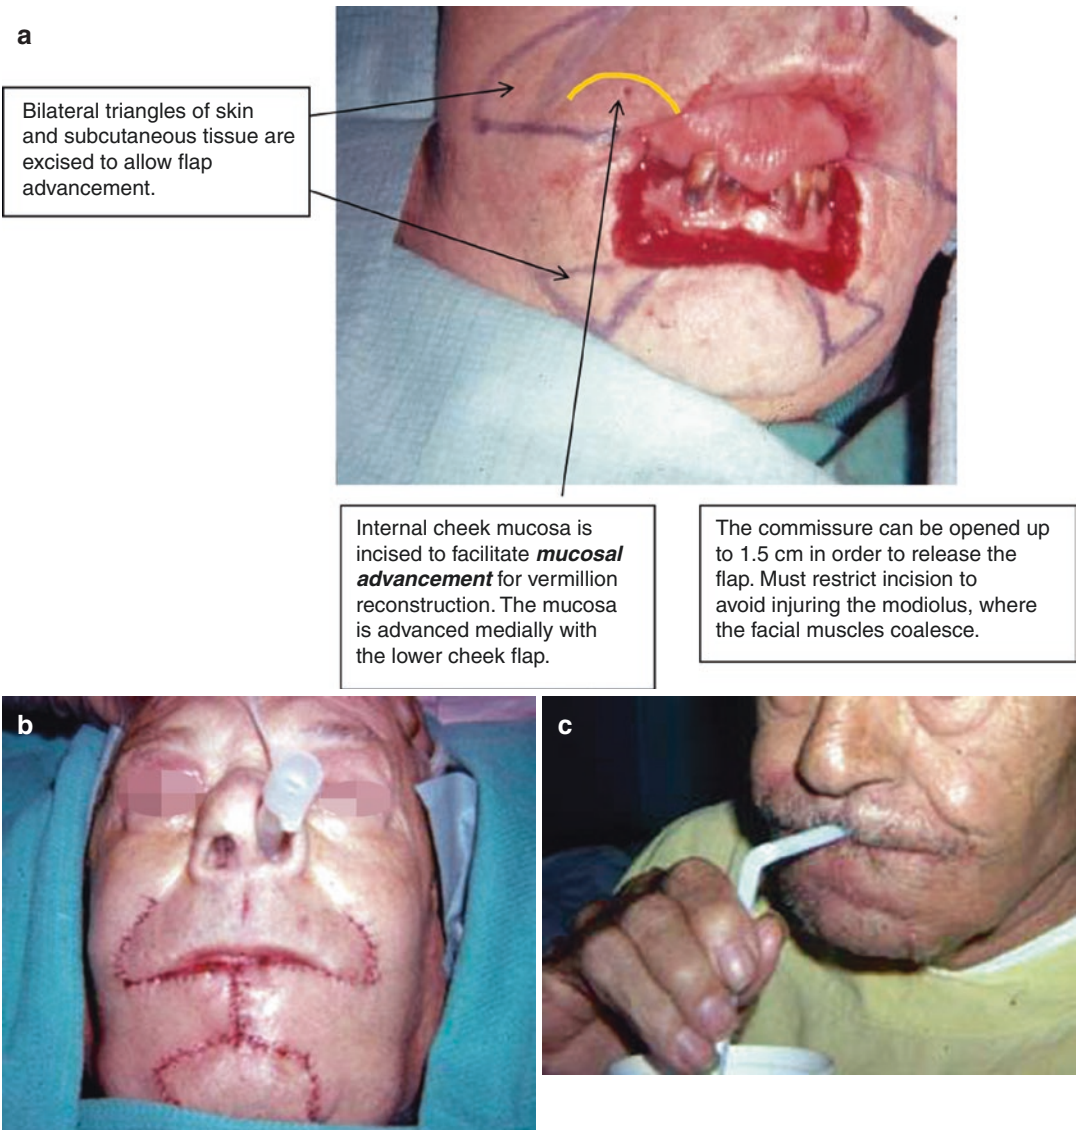 a
Bilateral triangles of skin
and subcutaneous tissue are
excised to allow flap
advancement.
Internal cheek mucosa is
incised to facilitate mucosal
advancement for vermillion
reconstruction. The mucosa
is advanced medially with
the lower cheek flap.
The commissure can be opened up
to 1.5 cm in order to release the
flap. Must restrict incision to
avoid injuring the modiolus, where
the facial muscles coalesce.
b
c